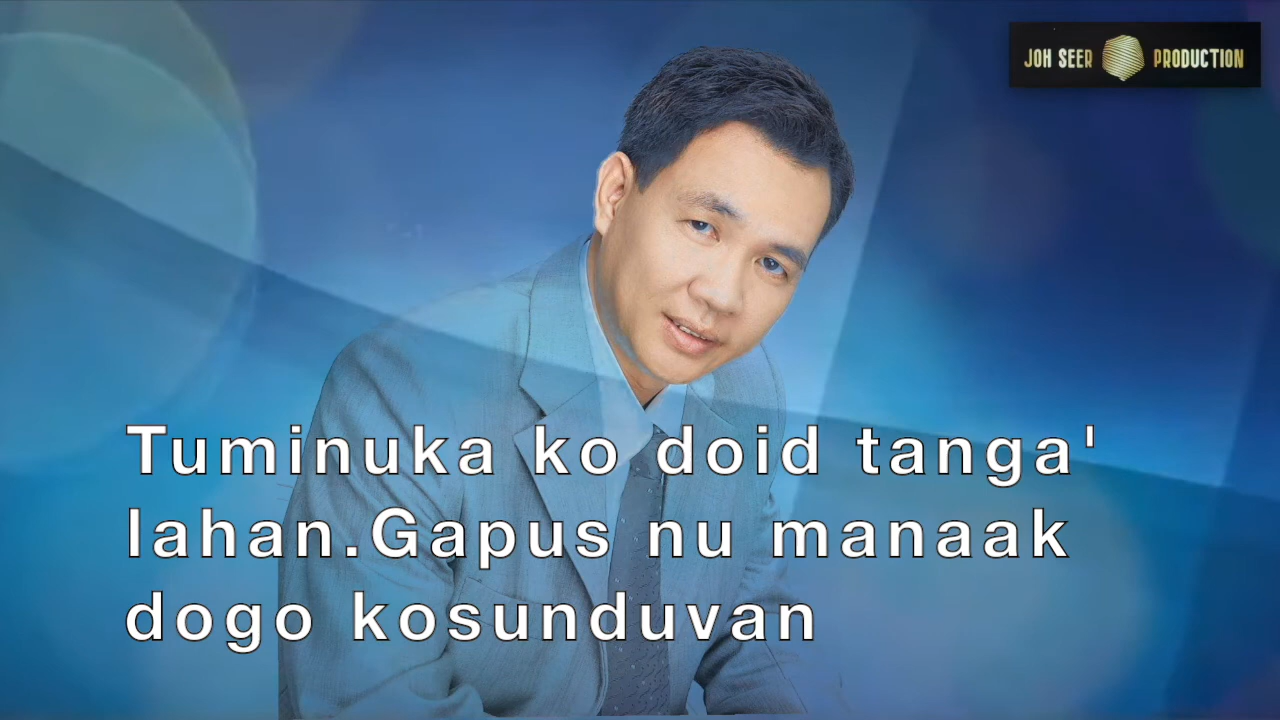 JOH SEER PRODUCTION
Tuminuka ko doid tanga'
lahan.Gapus nu manaak
dogo kosunduvan